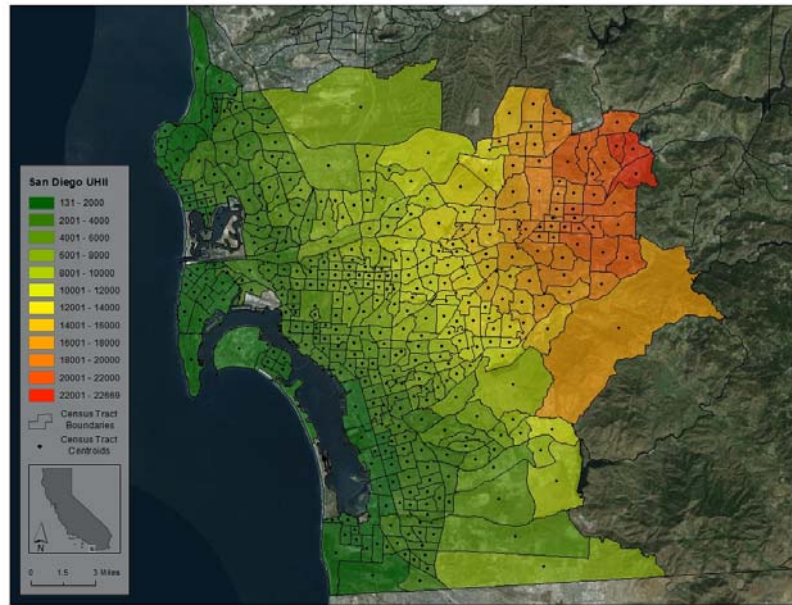 San Diego UHII
131 - 2000
2001 - 4000
4001 - 6000
6001 - 8000
8001 - 10000
10001 - 12000
12001 - 14000
14001 - 16000
16001 - 18000
18001 - 20000
20001 - 22000
22001 - 22669
Census Tract
Boundaries
Census Tract
Centroids
N
0 1.5 3 Miles